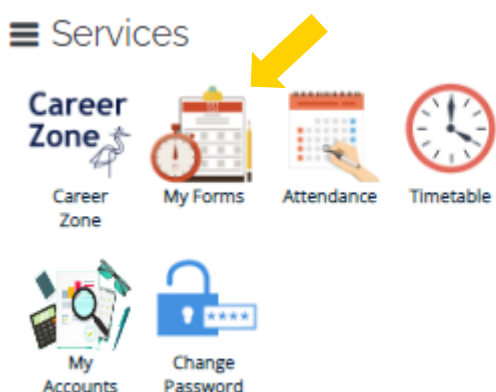 Services
Career
Zone
Career
Zone
My Forms
Attendance
Timetable
My
Accounts
Change
Password
****